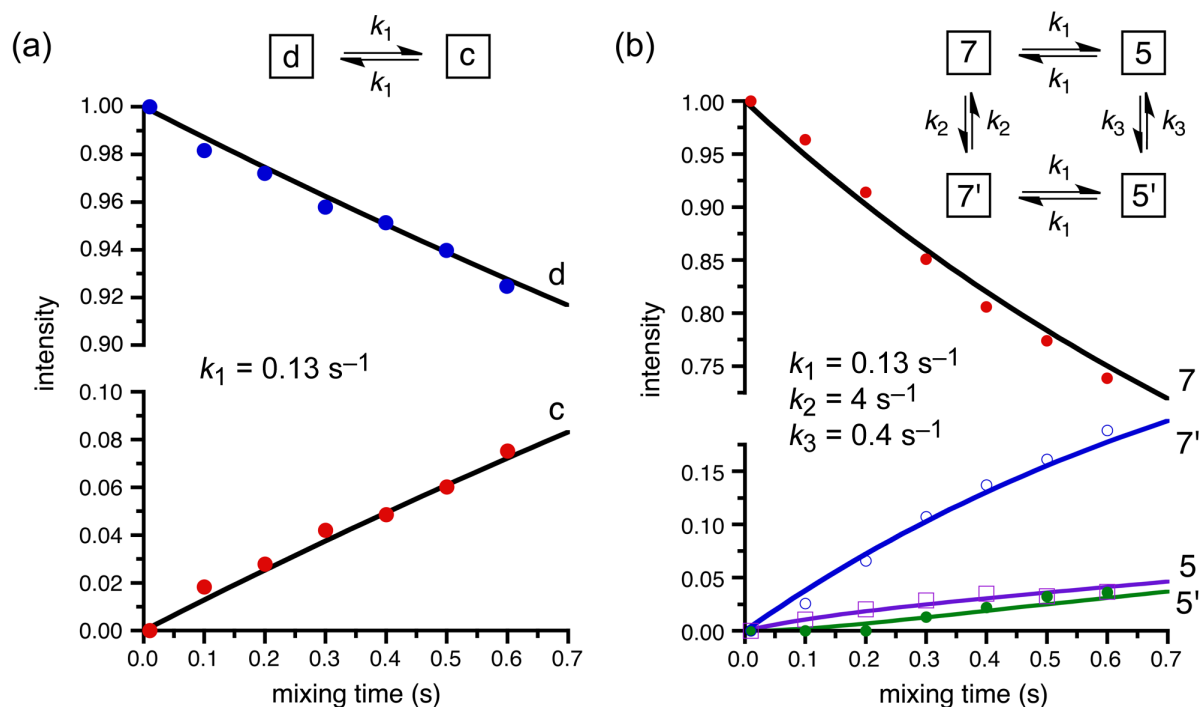 (a)
k1
d
c
k1
intensity
1.00
0.98
0.96
0.94
0.92
0.90
d
k1 = 0.13 s–1
0.10
0.08
0.06
0.04
0.02
0.00
c
0.0 0.1 0.2 0.3 0.4 0.5 0.6 0.7
mixing time (s)
(b)
k1
7
5
k1
k2 k2
k3 k3
k1
7'
5'
k1
intensity
1.00
0.95
0.90
0.85
0.80
0.75
7
k1 = 0.13 s–1
k2 = 4 s–1
k3 = 0.4 s–1
7'
0.15
0.10
0.05
0.00
5
5'
0.0 0.1 0.2 0.3 0.4 0.5 0.6 0.7
mixing time (s)